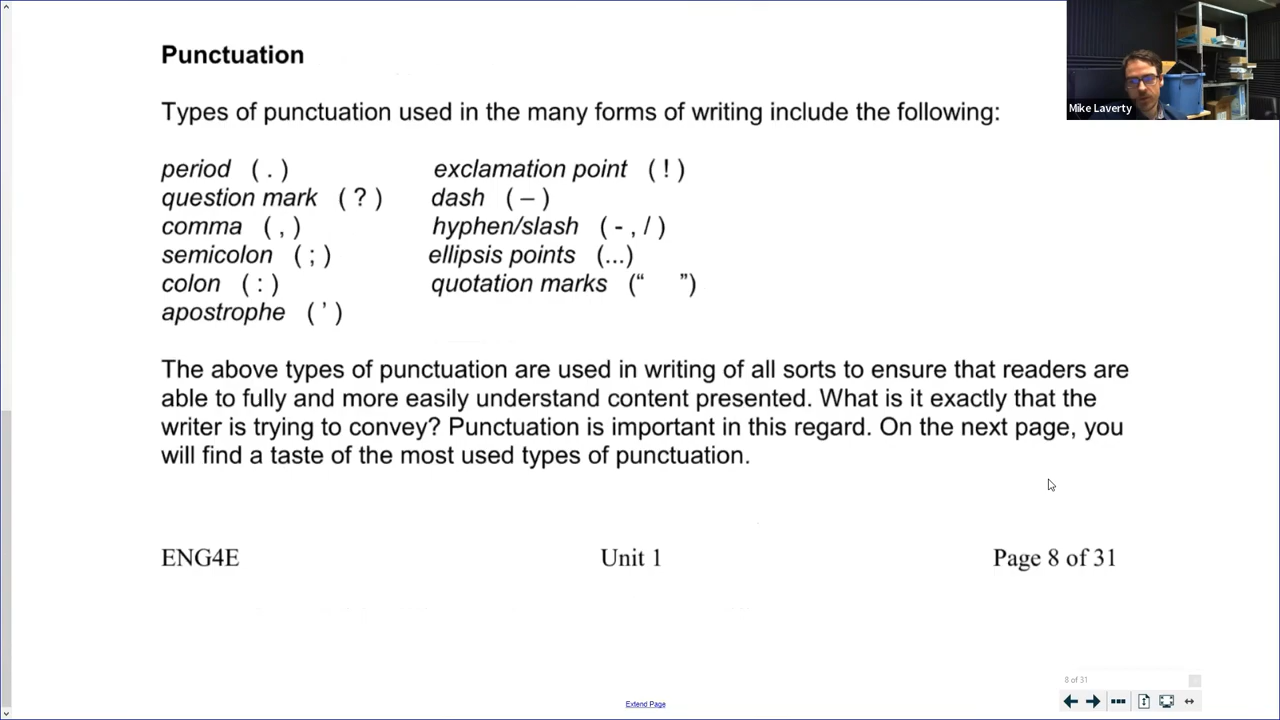 Punctuation
Mike Laverty
Types of punctuation used in the many forms of writing include the following:
period ( . ) exclamation point ( ! )
question mark ( ? ) dash ( – )
comma ( , ) hyphen/slash ( - , / )
semicolon ( ; ) ellipsis points (...)
colon ( : ) quotation marks (“ ”)
apostrophe ( ’ )
The above types of punctuation are used in writing of all sorts to ensure that readers are
able to fully and more easily understand content presented. What is it exactly that the
writer is trying to convey? Punctuation is important in this regard. On the next page, you
will find a taste of the most used types of punctuation.
ENG4E Unit 1 Page 8 of 31
8 of 31
Extend Page